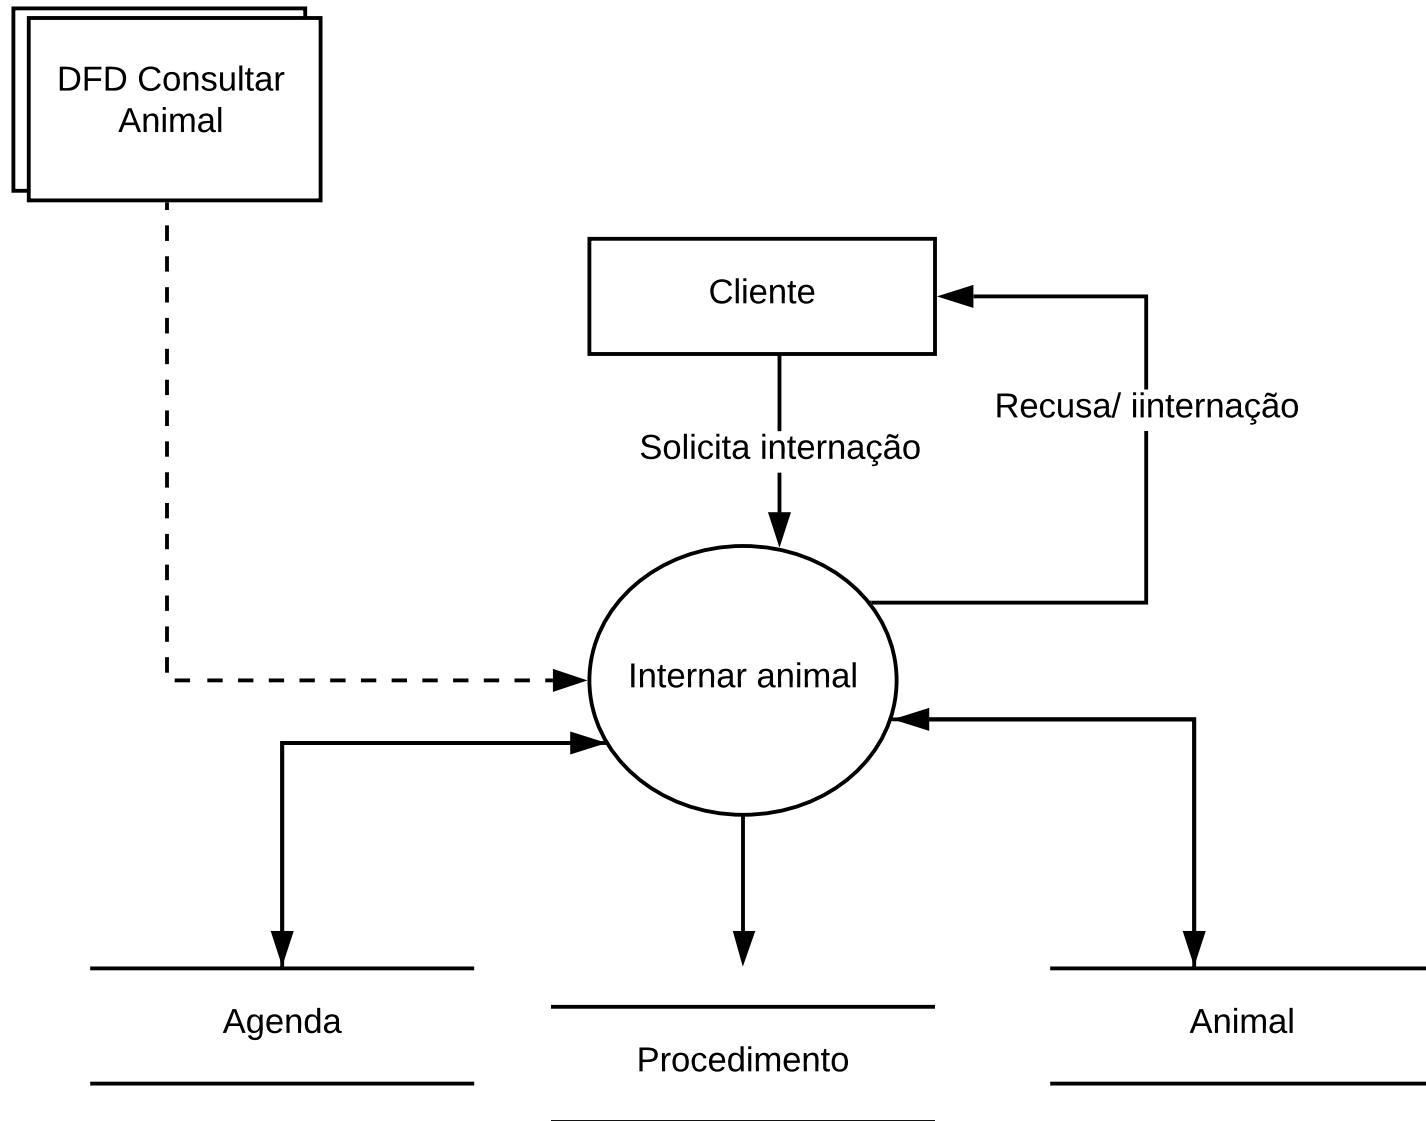 DFD Consultar
Animal
Cliente
Recusa/ iinternação
Solicita internação
Internar animal
Agenda
Animal
Procedimento